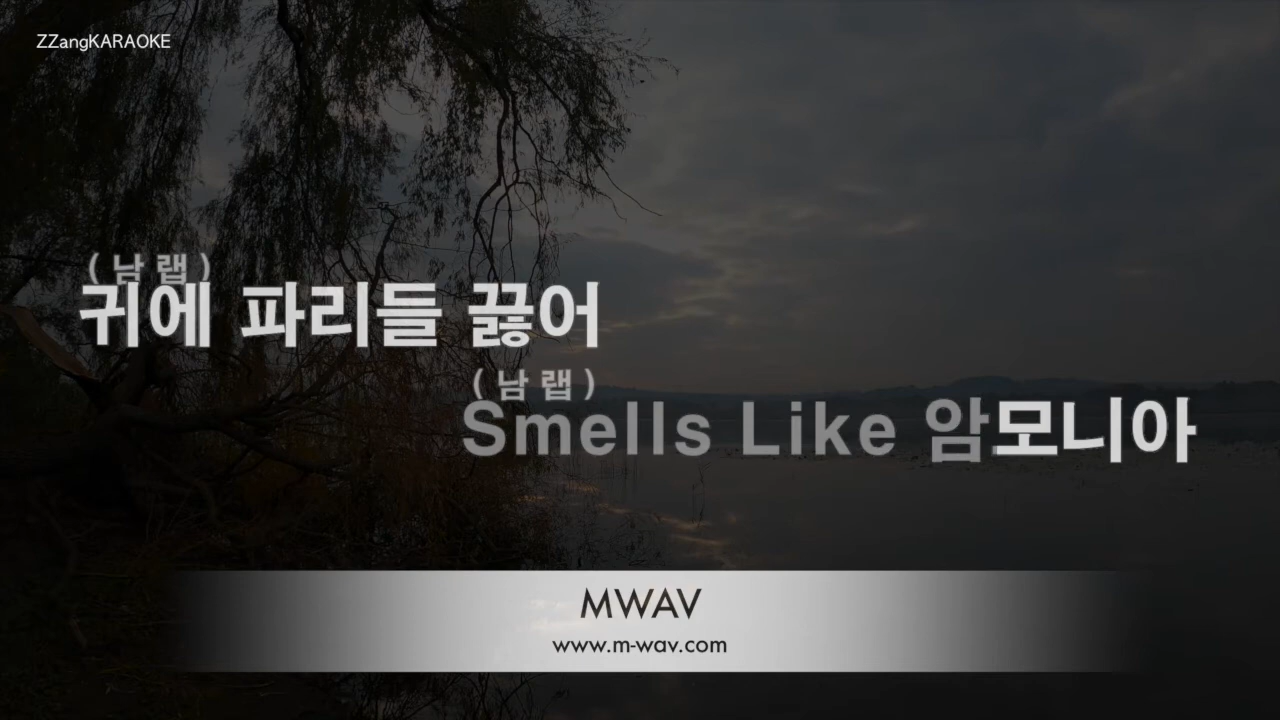 ZZangKARAOKE
( 남 랩 )
귀에 파리들 끓어
( 남 랩 )
Smells Like 암모니아
MWAV
www.m-wav.com